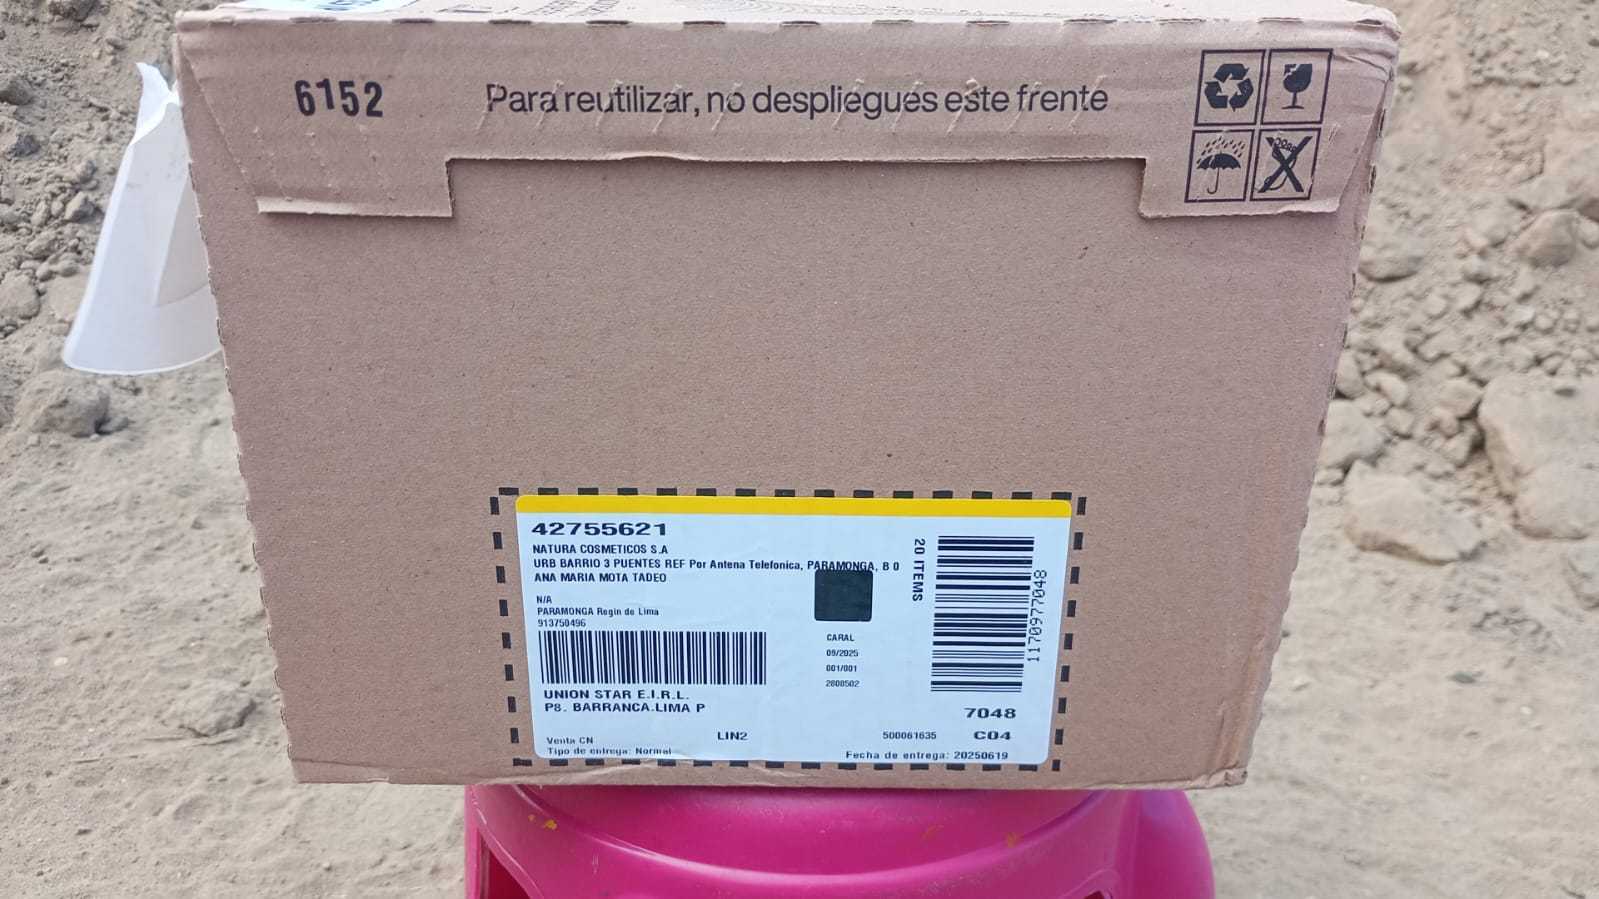 6152
Para reutilizar, no despliegues este frente
42755621
NATURA COSMETICOS S.A
URB BARRIO 3 PUENTES REF Por Antena Telefonica, PARAMONGA, B 0
ANA MARIA MOTA TADEO
N/A
PARAMONGA Regin de Lima
913750496
UNION STAR E.I.R.L.
P8. BARRANCA.LIMA P
Venta CN
LIN2
Tipo de entrega: Normal
CARAL
09/2025
001/001
2800502
20 ITEMS
1170977048
7048
500061635
C04
Fecha de entrega: 20250619